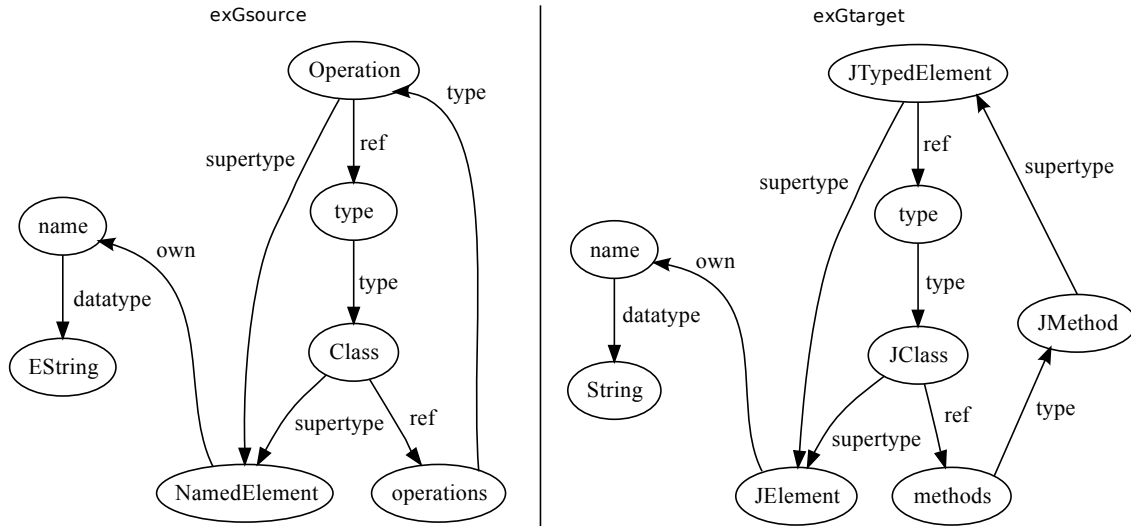 exGsource
Operation
type
ref
supertype
type
name
own
type
datatype
Class
EString
supertype
ref
NamedElement
operations
exGtarget
JTypedElement
ref
supertype
supertype
type
name
own
type
datatype
JMethod
JClass
String
ref
type
supertype
JElement
methods